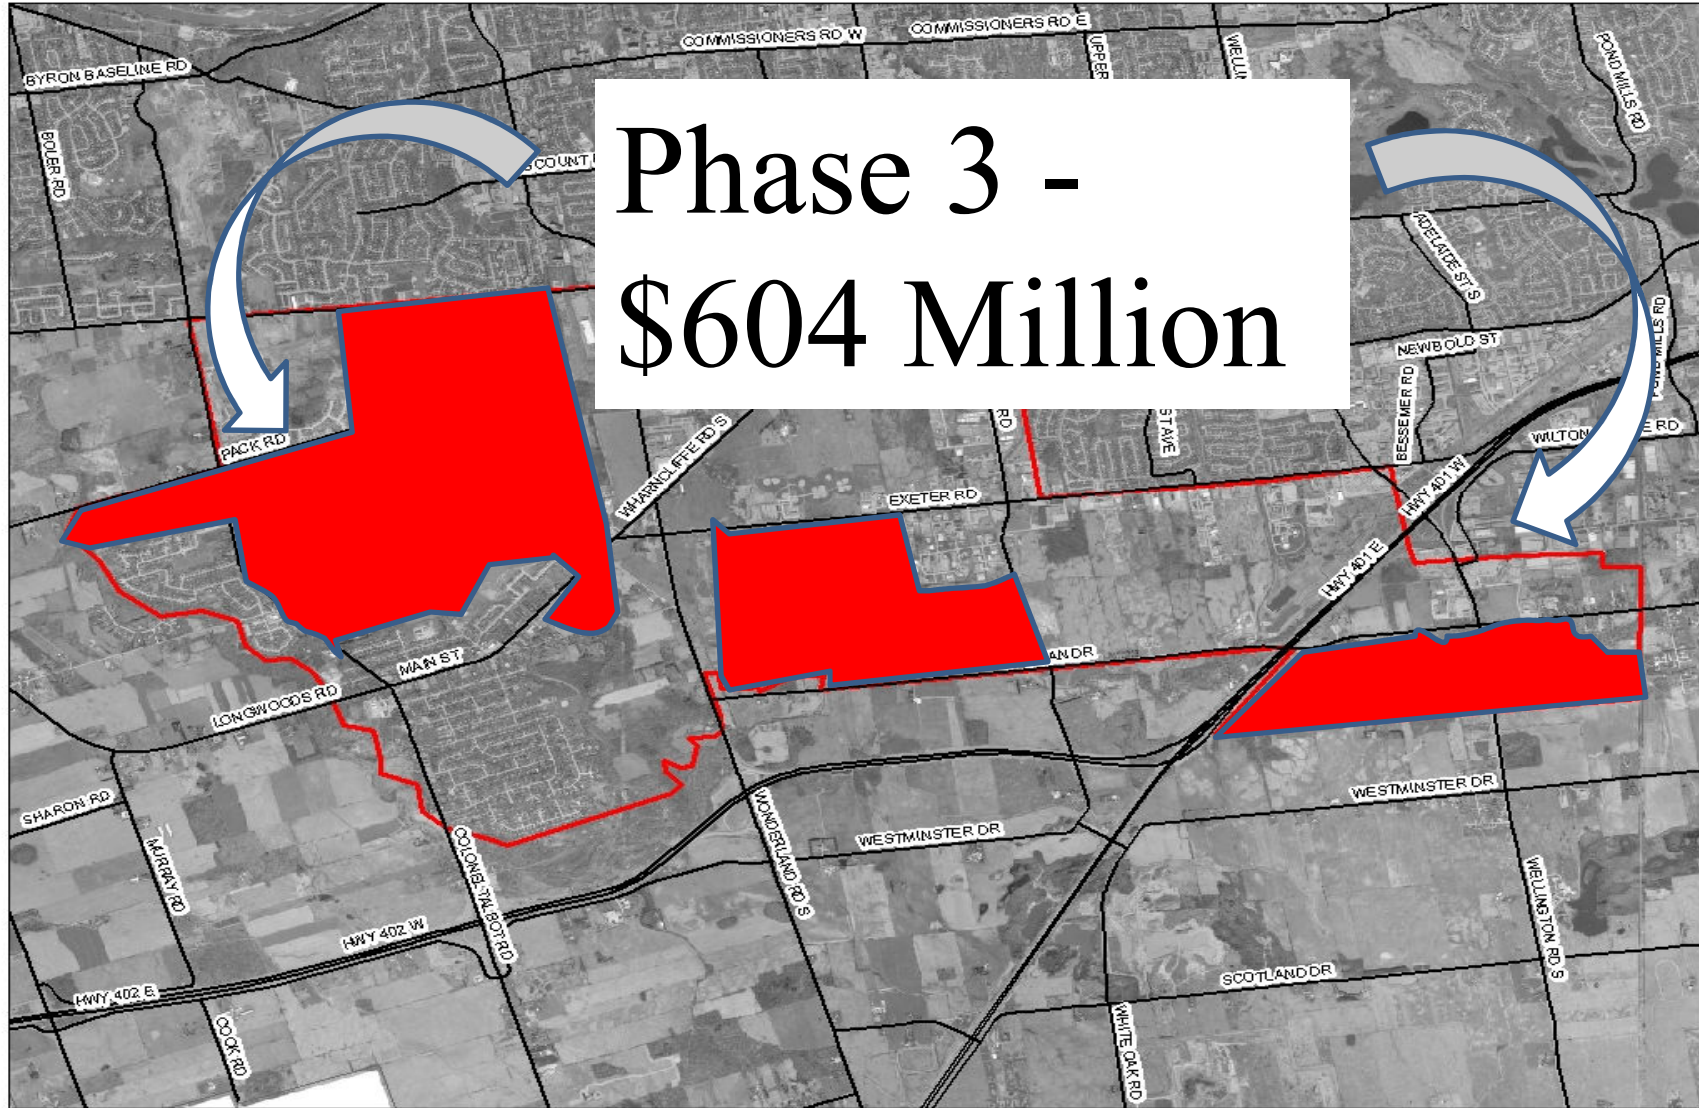 COMMISSIONERS RD W
COMMISSIONERS RD E
BYRON BASELINE RD
UPPER
POND MILLS RD
BOLER RD
Phase 3 -
$604 Million
ADELAIDE ST S
NEWBOLD ST
BESSEMER RD
PACK RD
WHARNCLIFFE RD S
RD
EXETER RD
HWY 401 W
HWY 401 E
MAIN ST
LONGWOODS RD
WESTMINSTER DR
SHARON RD
MURRAY RD
COLONEL TALBOT RD
WONDERLAND RD S
WESTMINSTER DR
WELLINGTON RD S
HWY 402 W
SCOTLAND DR
HWY 402 E
COOK RD
WHITE OAK RD